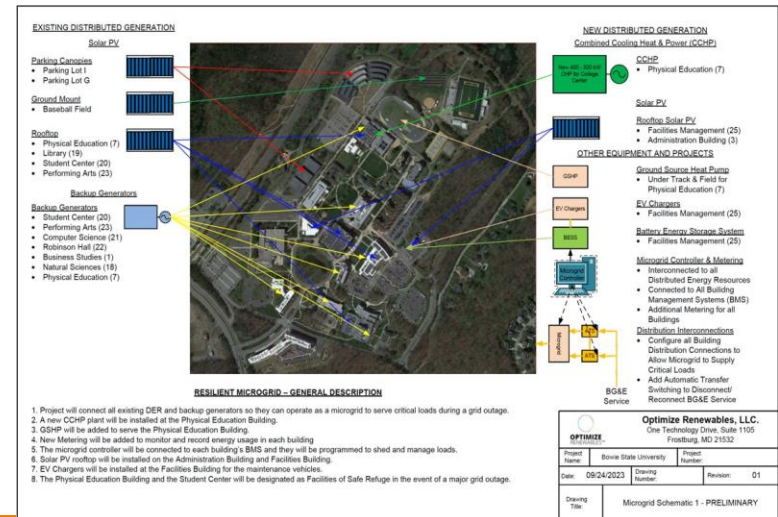 EXISTING DISTRIBUTED GENERATION
Solar PV
Parking Canopies
• Parking Lot I
• Parking Lot G
Ground Mount
• Baseball Field
Rooftop
• Physical Education (7)
• Library (19)
• Student Center (20)
• Performing Arts (23)
Backup Generators
Backup Generators
• Student Center (20)
• Performing Arts (23)
• Computer Science (21)
• Robinson Hall (22)
• Business Studies (1)
• Natural Sciences (18)
• Physical Education (7)
NEW DISTRIBUTED GENERATION
Combined Cooling Heat & Power (CCHP)
New 400 - 600 kW
CHP for College
Center
CCHP
• Physical Education (7)
Solar PV
Rooftop Solar PV
• Facilities Management (25)
• Administration Building (3)
OTHER EQUIPMENT AND PROJECTS
GSHP
Ground Source Heat Pump
• Under Track & Field for
Physical Education (7)
EV Chargers
EV Chargers
• Facilities Management (25)
BESS
Battery Energy Storage System
• Facilities Management (25)
Microgrid
Controller
Microgrid Controller & Metering
• Interconnected to all
Distributed Energy Resources
• Connected to All Building
Management Systems (BMS)
• Additional Metering for all
Buildings
Microgrid
ATS
ATS
BG&E
Service
Distribution Interconnections
• Configure all Building
Distribution Connections to
Allow Microgrid to Supply
Critical Loads
• Add Automatic Transfer
Switching to Disconnect/
Reconnect BG&E Service
RESILIENT MICROGRID – GENERAL DESCRIPTION
1. Project will connect all existing DER and backup generators so they can operate as a microgrid to serve critical loads during a grid outage.
2. A new CCHP plant will be installed at the Physical Education Building.
3. GSHP will be added to serve the Physical Education Building.
4. New Metering will be added to monitor and record energy usage in each building
5. The microgrid controller will be connected to each building's BMS and they will be programmed to shed and manage loads.
6. Solar PV rooftop will be installed on the Administration Building and Facilities Building.
7. EV Chargers will be installed at the Facilities Building for the maintenance vehicles.
8. The Physical Education Building and the Student Center will be designated as Facilities of Safe Refuge in the event of a major grid outage.
OPTIMIZE
Optimize Renewables, LLC.
One Technology Drive, Suite 1105
Frostburg, MD 21532
Project Name: Bowie State University Project Number:
Date: 09/24/2023 Drawing Number: Revision: 01
Drawing Title: Microgrid Schematic 1 - PRELIMINARY